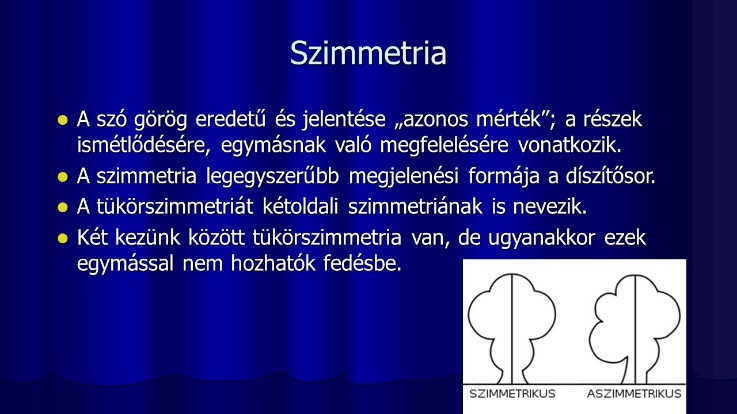 Szimmetria
A szó görög eredetű és jelentése „azonos mérték”; a részek
ismétlődésére, egymásnak való megfelelésére vonatkozik.
A szimmetria legegyszerűbb megjelenési formája a díszítősor.
A tükörszimmetriát kétoldali szimmetriának is nevezik.
Két kezünk között tükörszimmetria van, de ugyanakkor ezek
egymással nem hozhatók fedésbe.
SZIMMETRIKUS ASZIMMETRIKUS